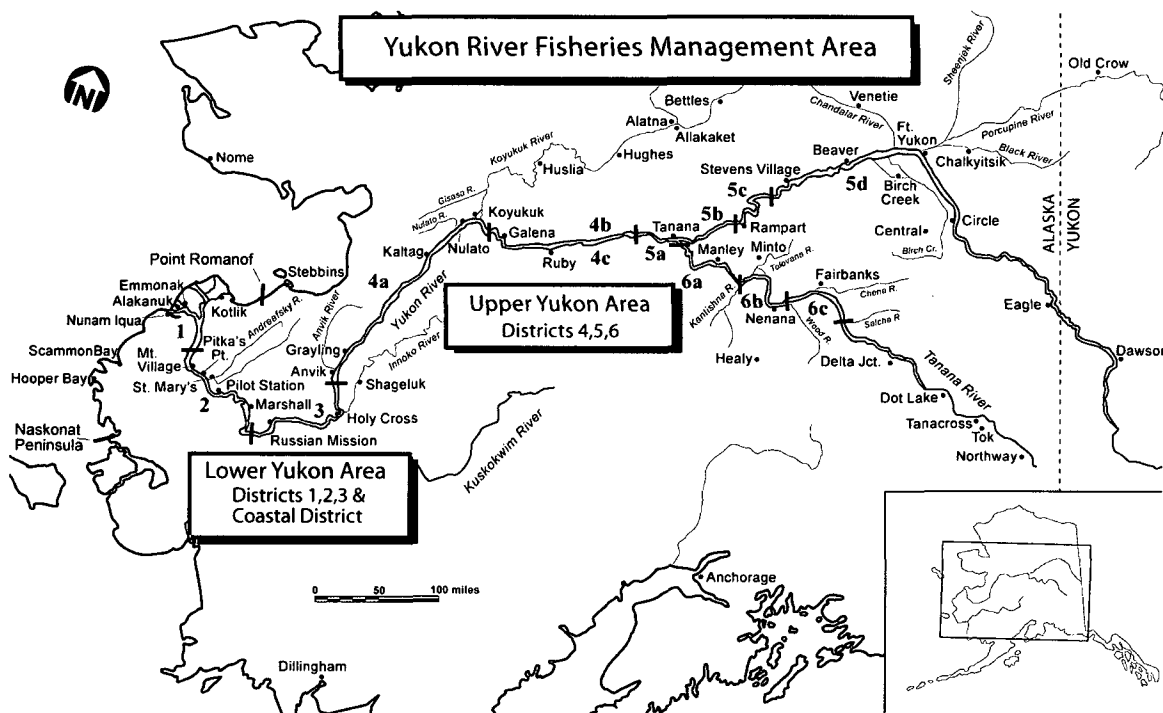 Yukon River Fisheries Management Area
N
Nome
Bettles
Alatna
Allakaket
Hughes
Huslia
Koyukuk River
Venetie
Chandalar River
Sheenjek River
Old Crow
Porcupine River
Black River
Chalkyitsik
Ft.
Yukon
Beaver
Stevens Village
5d
Birch
Creek
Circle
Central
Birch Cr.
ALASKA
YUKON
Eagle
Dawson
5c
5b
Rampart
Tanana
5a
Manley
Minto
Tolovana R.
6a
Kantishna R.
6b
Nenana
Wood R.
Fairbanks
Chena R.
6c
Salcha R
Healy
Delta Jct.
Tanana River
Dot Lake
Tanacross
Tok
Northway
Gisasa R.
Nulato R.
Koyukuk
Nulato
Galena
4b
4c
Ruby
Kaltag
4a
Yukon River
Upper Yukon Area
Districts 4,5,6
Point Romanof
Stebbins
Emmonak
Alakanuk
Kotlik
Nunam Iqua
1
Andreafsky R.
Anvik River
Pitka's
Pt.
Scammon Bay
Mt.
Village
Hooper Bay
St. Mary's
2
Pilot Station
Marshall
Grayling
Anvik
Innoko River
Shageluk
3
Holy Cross
Russian Mission
Naskonat
Peninsula
Kuskokwim River
Lower Yukon Area
Districts 1,2,3 &
Coastal District
0 50 100 miles
Anchorage
Dillingham